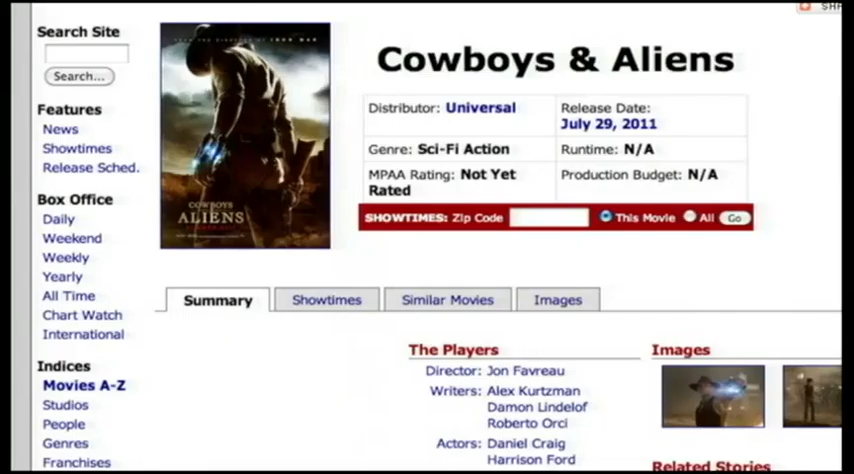 SHA
Search Site
Search...
Features
News
Showtimes
Release Sched.
Box Office
Daily
Weekend
Weekly
Yearly
All Time
Chart Watch
International
Indices
Movies A-Z
Studios
People
Genres
Franchises
IRON MAN
COWBOYS
ALIENS
Cowboys & Aliens
Distributor: Universal
Release Date:
July 29, 2011
Genre: Sci-Fi Action
Runtime: N/A
MPAA Rating: Not Yet
Rated
Production Budget: N/A
SHOWTIMES: Zip Code
This Movie
All
Go
Summary
Showtimes
Similar Movies
Images
The Players
Director: Jon Favreau
Writers: Alex Kurtzman
Damon Lindelof
Roberto Orci
Actors: Daniel Craig
Harrison Ford
Images
Related Stories